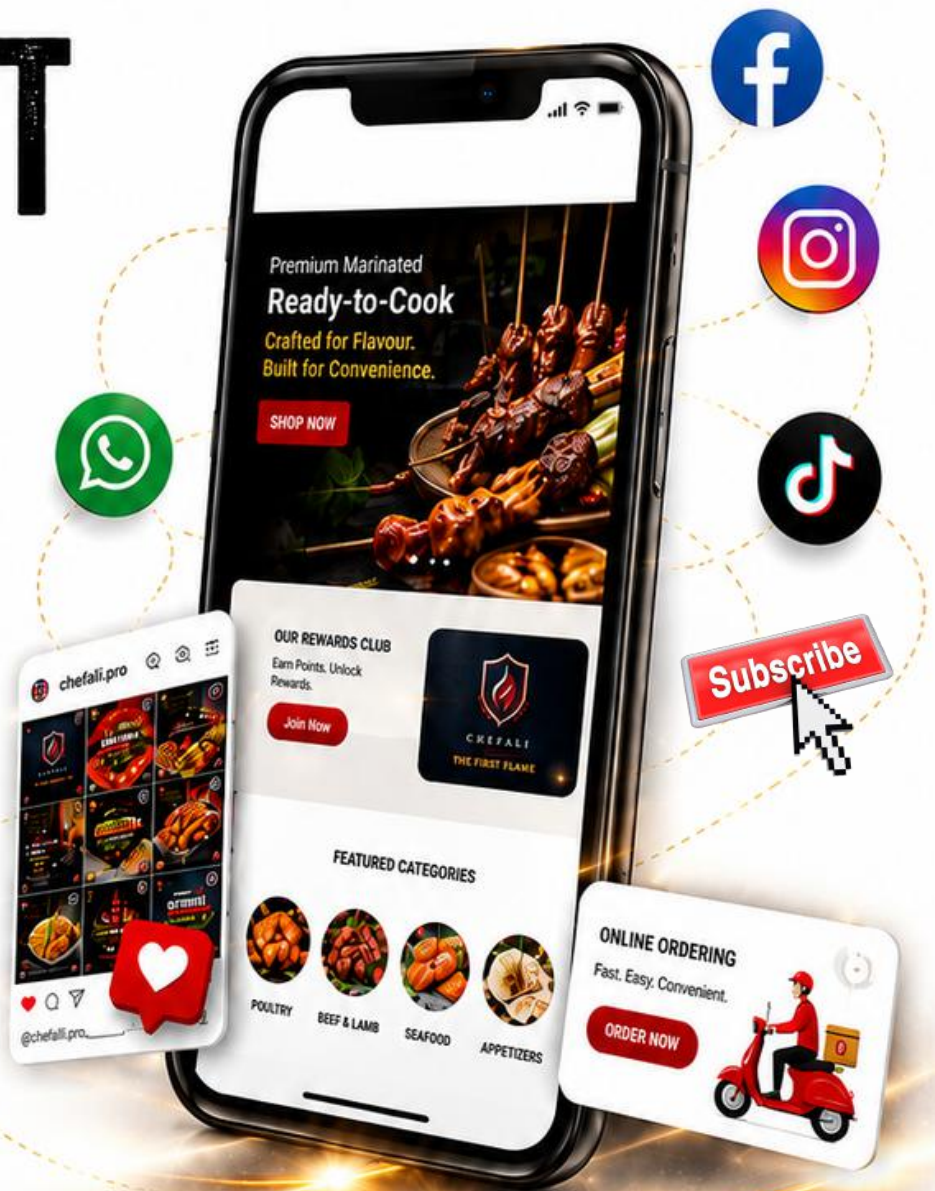 T
Premium Marinated
Ready-to-Cook
Crafted for Flavour.
Built for Convenience.
SHOP NOW
OUR REWARDS CLUB
Earn Points. Unlock
Rewards.
Join Now
CHEFALI
THE FIRST FLAME
FEATURED CATEGORIES
POULTRY
BEEF & LAMB
SEAFOOD
APPETIZERS
chefali.pro
@chefalli.pro
Subscribe
ONLINE ORDERING
Fast. Easy. Convenient.
ORDER NOW